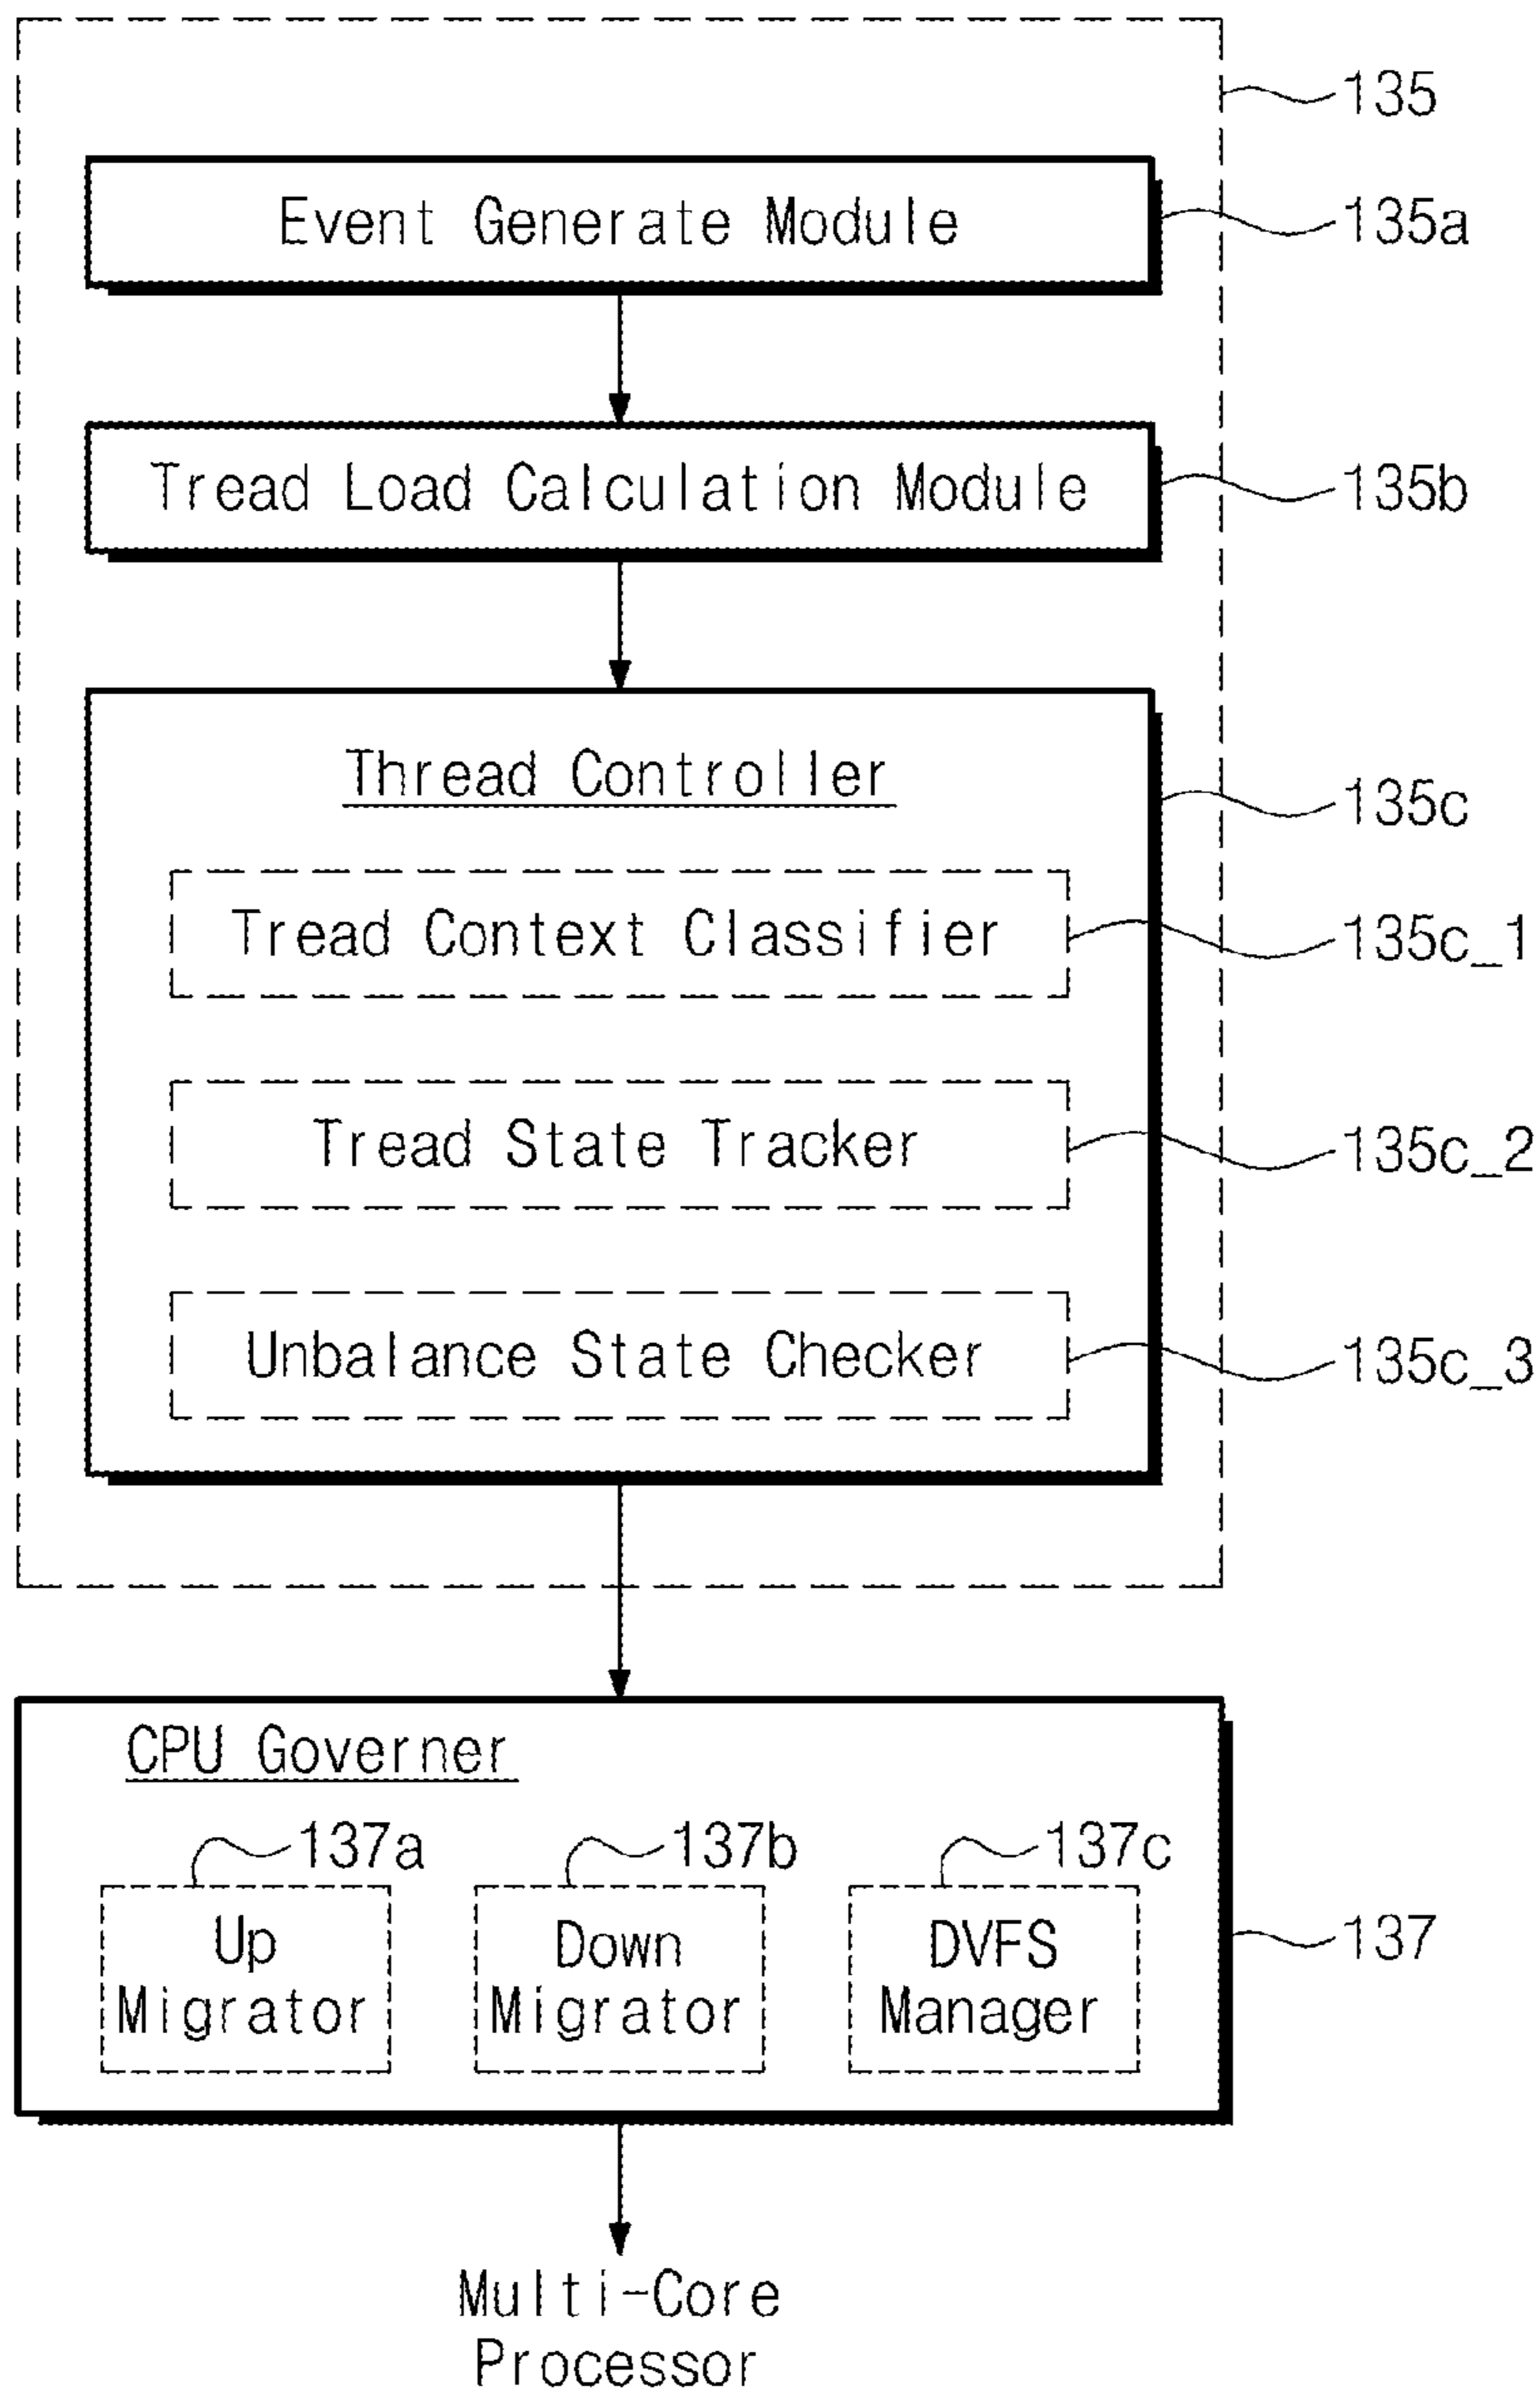 135
Event Generate Module
135a
Tread Load Calculation Module
135b
Thread Controller
135c
Tread Context Classifier
135c_1
Tread State Tracker
135c_2
Unbalance State Checker
135c_3
CPU Governer
137a
137b
137c
Up
Migrator
Down
Migrator
DVFS
Manager
137
Multi-Core
Processor